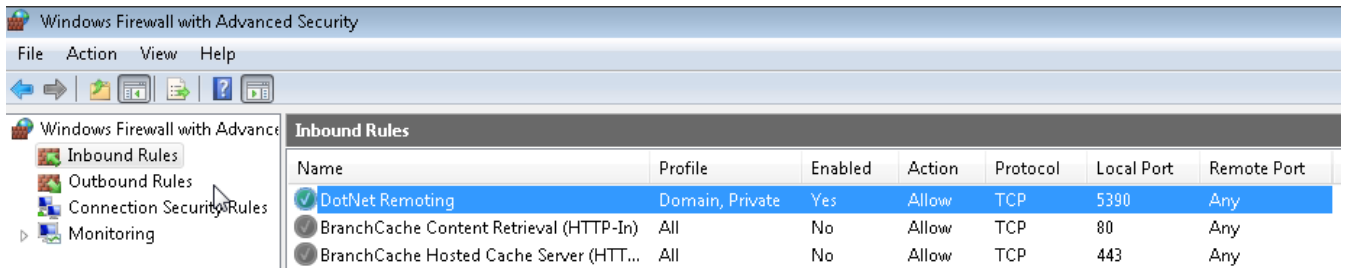 Windows Firewall with Advanced Security
File Action View Help
Windows Firewall with Advance
Inbound Rules
Outbound Rules
Connection Security Rules
Monitoring
Inbound Rules
Name Profile Enabled Action Protocol Local Port Remote Port
DotNet Remoting Domain, Private Yes Allow TCP 5390 Any
BranchCache Content Retrieval (HTTP-In) All No Allow TCP 80 Any
BranchCache Hosted Cache Server (HTT... All No Allow TCP 443 Any